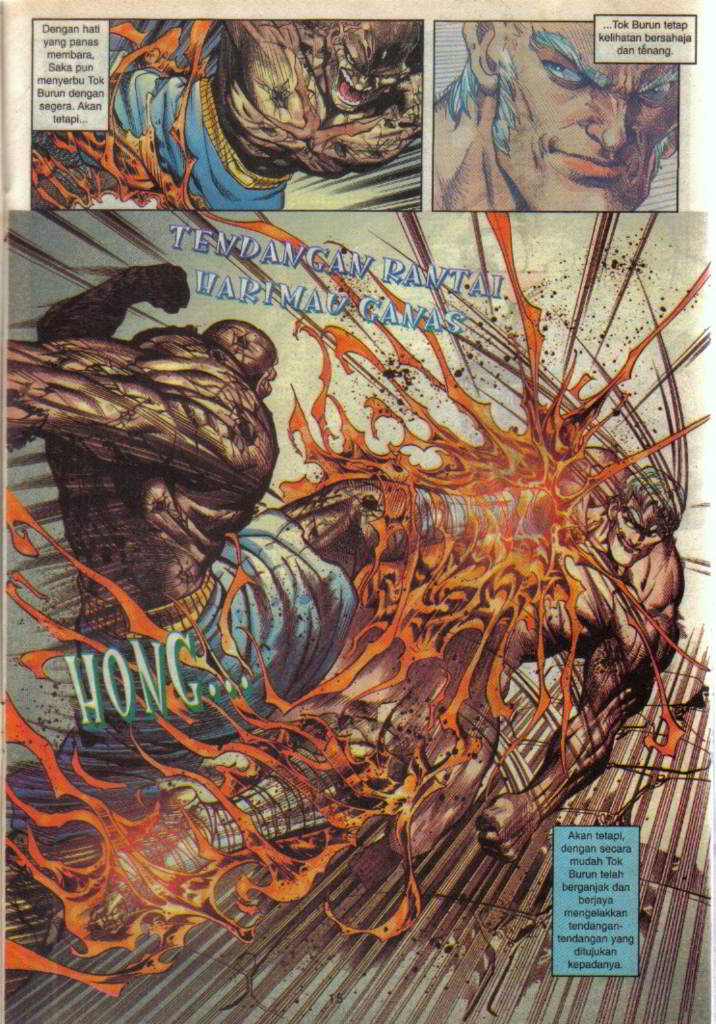 Dengan hati
yang panas
membara,
Saka pun
menyerbu Tok
Burun dengan
segera. Akan
tetapi...
...Tok Burun tetap
kelihatan bersahaja
dan tenang.
TENDANGAN RANTAI
HARIMAU GANAS
HONG...
Akan tetapi,
dengan secara
mudah Tok
Burun telah
berganjak dan
berjaya
mengelakkan
tendangan-
tendangan yang
ditujukan
kepadanya.
15